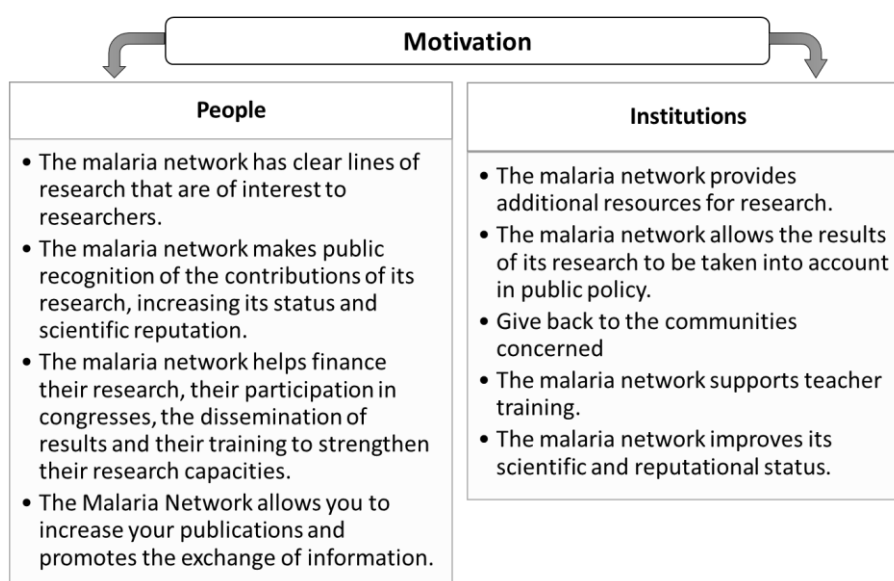 Motivation
People
• The malaria network has clear lines of
research that are of interest to
researchers.
• The malaria network makes public
recognition of the contributions of its
research, increasing its status and
scientific reputation.
• The malaria network helps finance
their research, their participation in
congresses, the dissemination of
results and their training to strengthen
their research capacities.
• The Malaria Network allows you to
increase your publications and
promotes the exchange of information.
Institutions
• The malaria network provides
additional resources for research.
• The malaria network allows the results
of its research to be taken into account
in public policy.
• Give back to the communities
concerned
• The malaria network supports teacher
training.
• The malaria network improves its
scientific and reputational status.